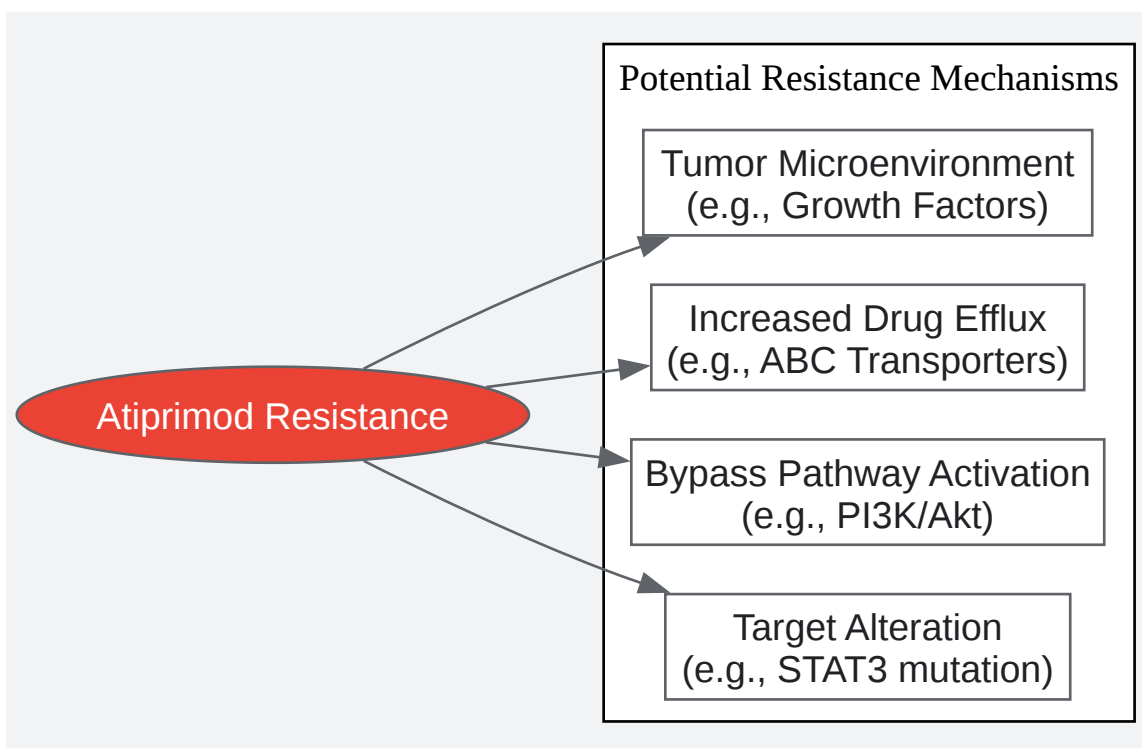 Potential Resistance Mechanisms
Tumor Microenvironment
(e.g., Growth Factors)
Increased Drug Efflux
(e.g., ABC Transporters)
Atiprimod Resistance
Bypass Pathway Activation
(e.g., PI3K/Akt)
Target Alteration
(e.g., STAT3 mutation)